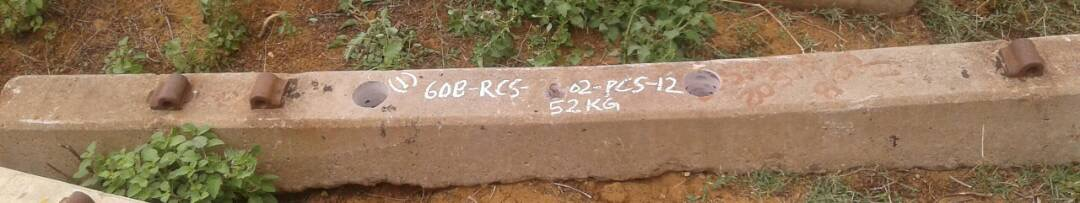 (1) 60B-RCS- 02-PCS-12
52KG